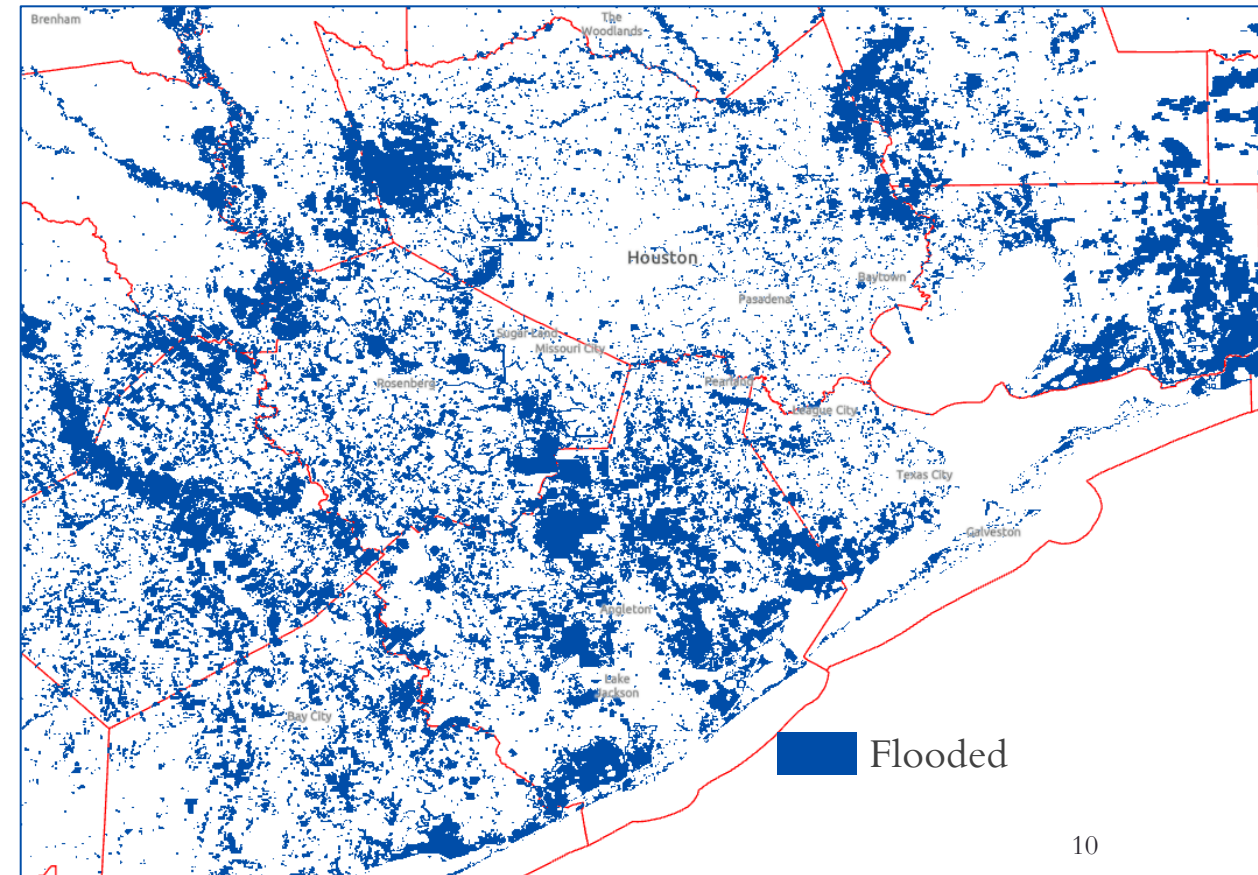 Brenham
The
Woodlands
Houston
Baytown
Pasadena
Sugar Land
Missouri City
Rosenberg
Pearland
League City
Texas City
Galveston
Angleton
Lake
Jackson
Bay City
Flooded
10